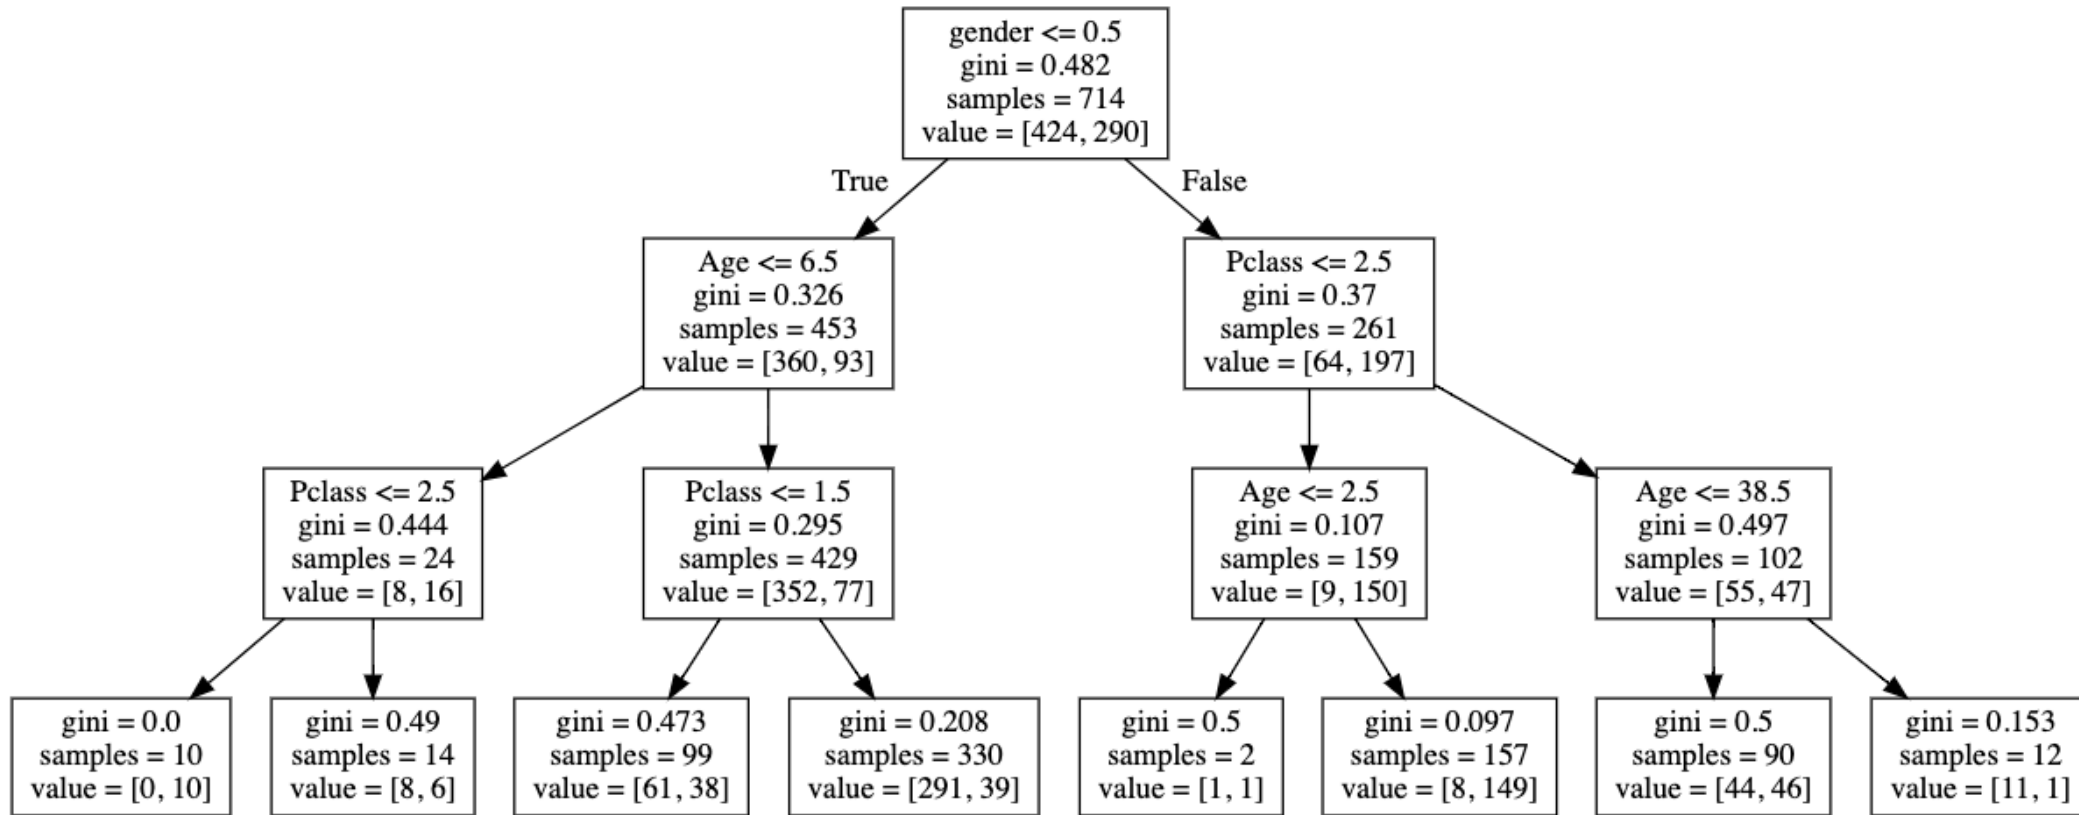 gender <= 0.5
gini = 0.482
samples = 714
value = [424, 290]
True
False
Age <= 6.5
gini = 0.326
samples = 453
value = [360, 93]
Pclass <= 2.5
gini = 0.37
samples = 261
value = [64, 197]
Pclass <= 2.5
gini = 0.444
samples = 24
value = [8, 16]
Pclass <= 1.5
gini = 0.295
samples = 429
value = [352, 77]
Age <= 2.5
gini = 0.107
samples = 159
value = [9, 150]
Age <= 38.5
gini = 0.497
samples = 102
value = [55, 47]
gini = 0.0
samples = 10
value = [0, 10]
gini = 0.49
samples = 14
value = [8, 6]
gini = 0.473
samples = 99
value = [61, 38]
gini = 0.208
samples = 330
value = [291, 39]
gini = 0.5
samples = 2
value = [1, 1]
gini = 0.097
samples = 157
value = [8, 149]
gini = 0.5
samples = 90
value = [44, 46]
gini = 0.153
samples = 12
value = [11, 1]